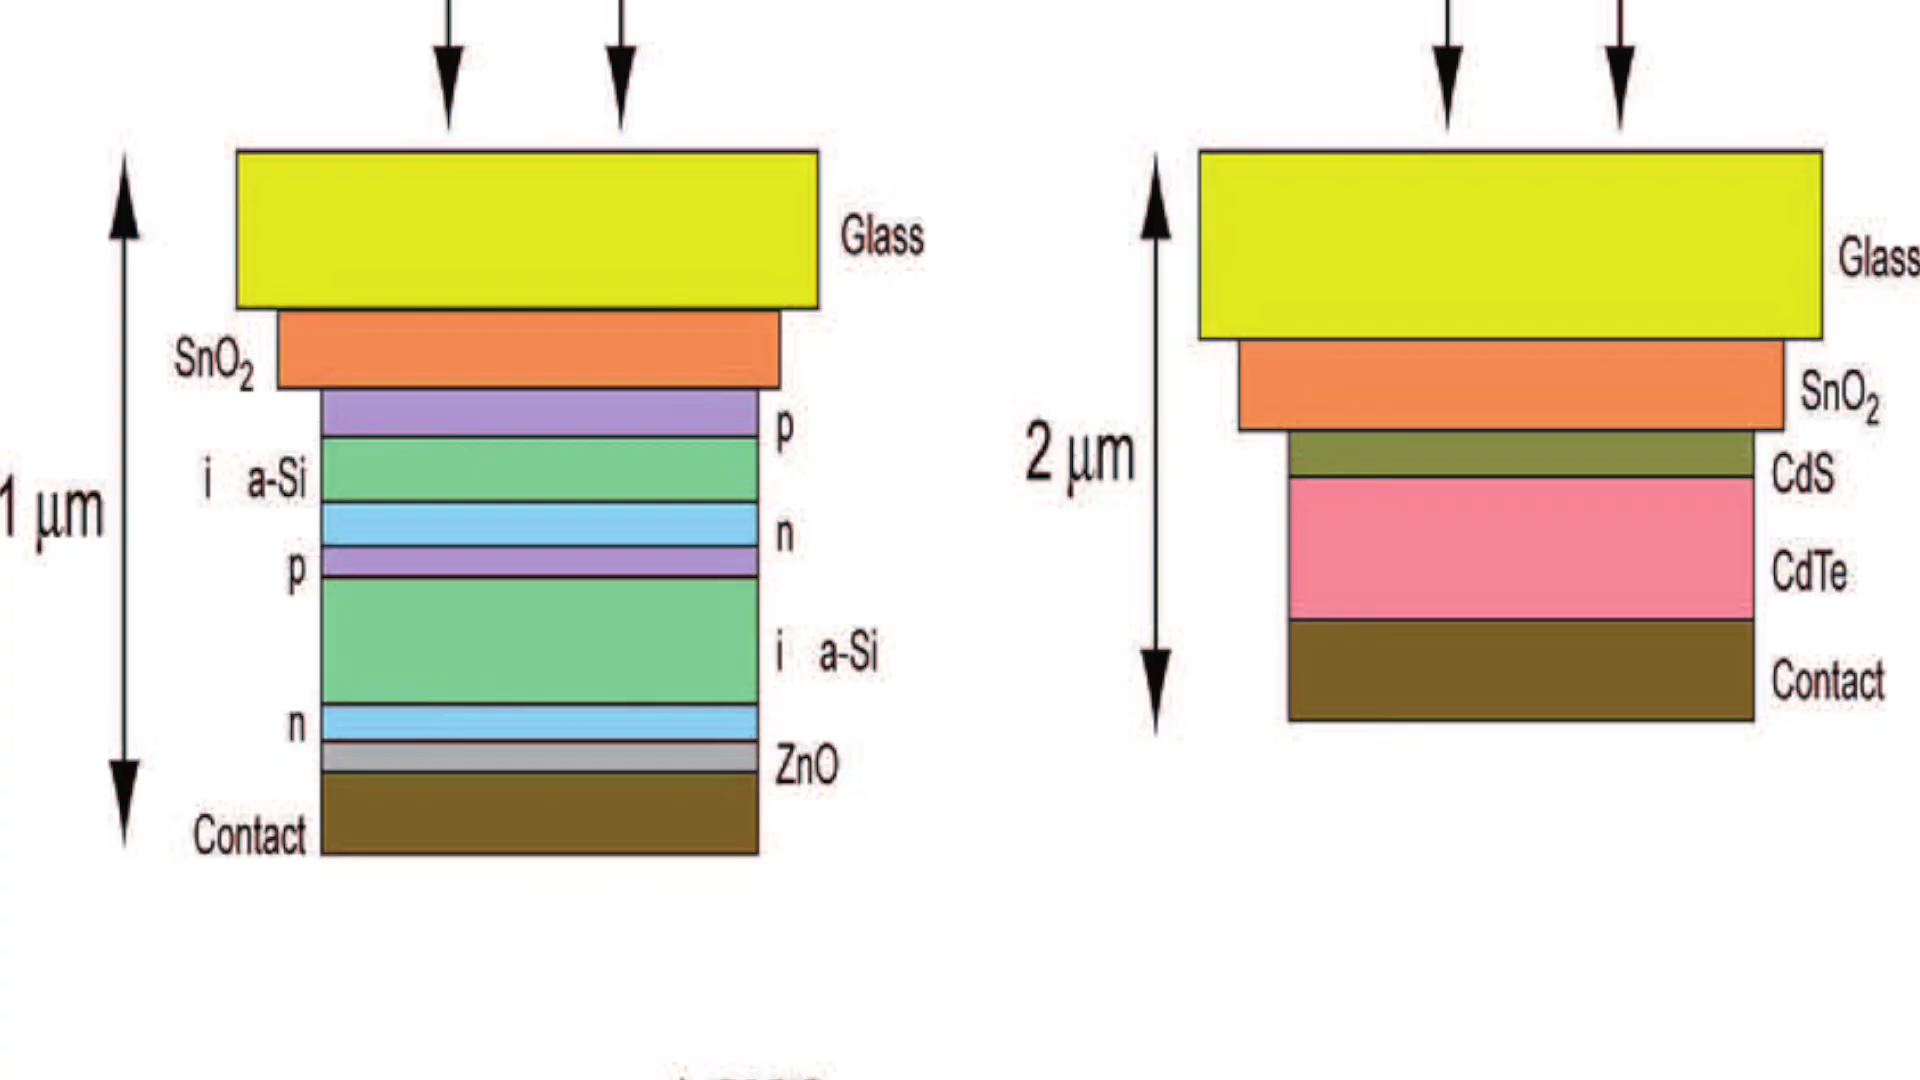 Glass
SnO₂
p
i a-Si
n
p
i a-Si
n
ZnO
Contact
1 µm
Glass
SnO₂
CdS
CdTe
Contact
2 µm